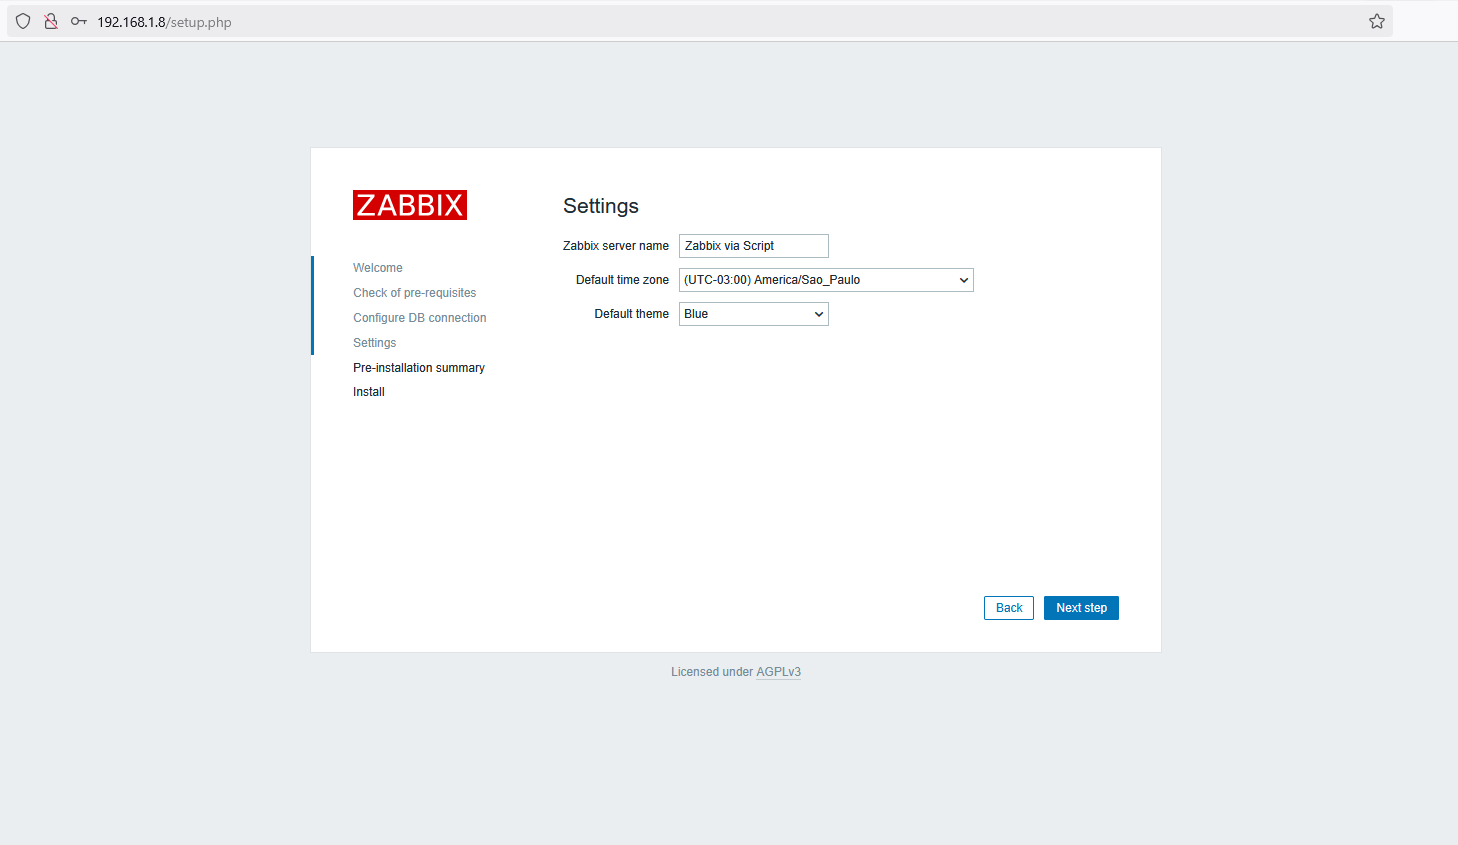 192.168.1.8/setup.php
ZABBIX
Welcome
Check of pre-requisites
Configure DB connection
Settings
Pre-installation summary
Install
Settings
Zabbix server name Zabbix via Script
Default time zone (UTC-03:00) America/Sao_Paulo
Default theme Blue
Back Next step
Licensed under AGPLv3